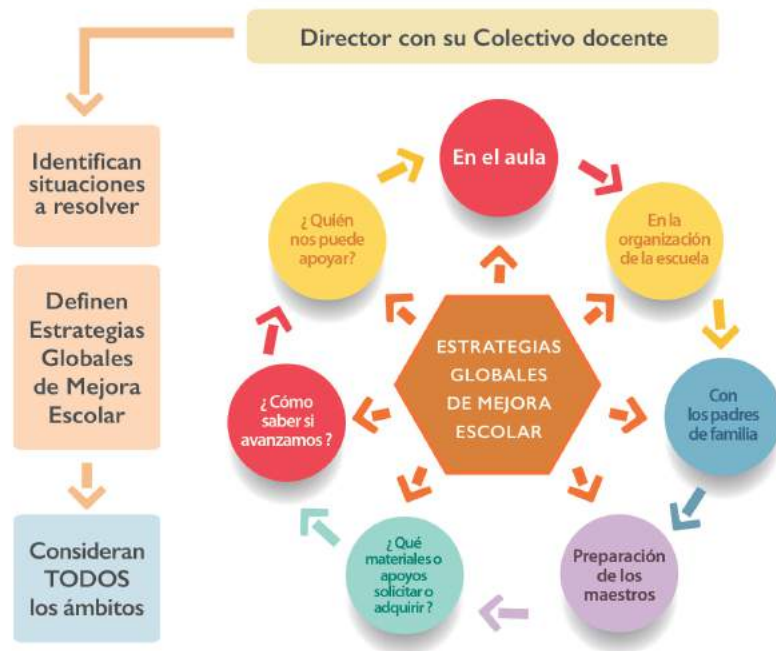 Director con su Colectivo docente
Identifican
situaciones
a resolver
Definen
Estrategias
Globales
de Mejora
Escolar
Consideran
TODOS
los ámbitos
ESTRATEGIAS
GLOBALES
DE MEJORA
ESCOLAR
En el aula
En la
organización
de la escuela
Con
los padres
de familia
Preparación
de los
maestros
¿Qué
materiales o
apoyos
solicitar o
adquirir?
¿Cómo
saber si
avanzamos?
¿Quién
nos puede
apoyar?